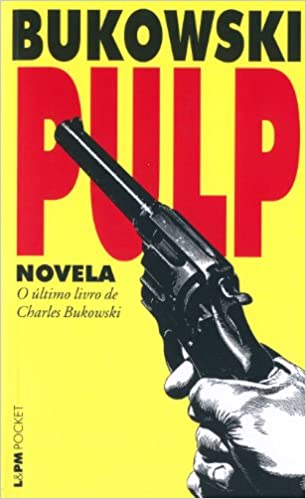 BUKOWSKI
PULP
NOVELA
O último livro de
Charles Bukowski
L&PM POCKET